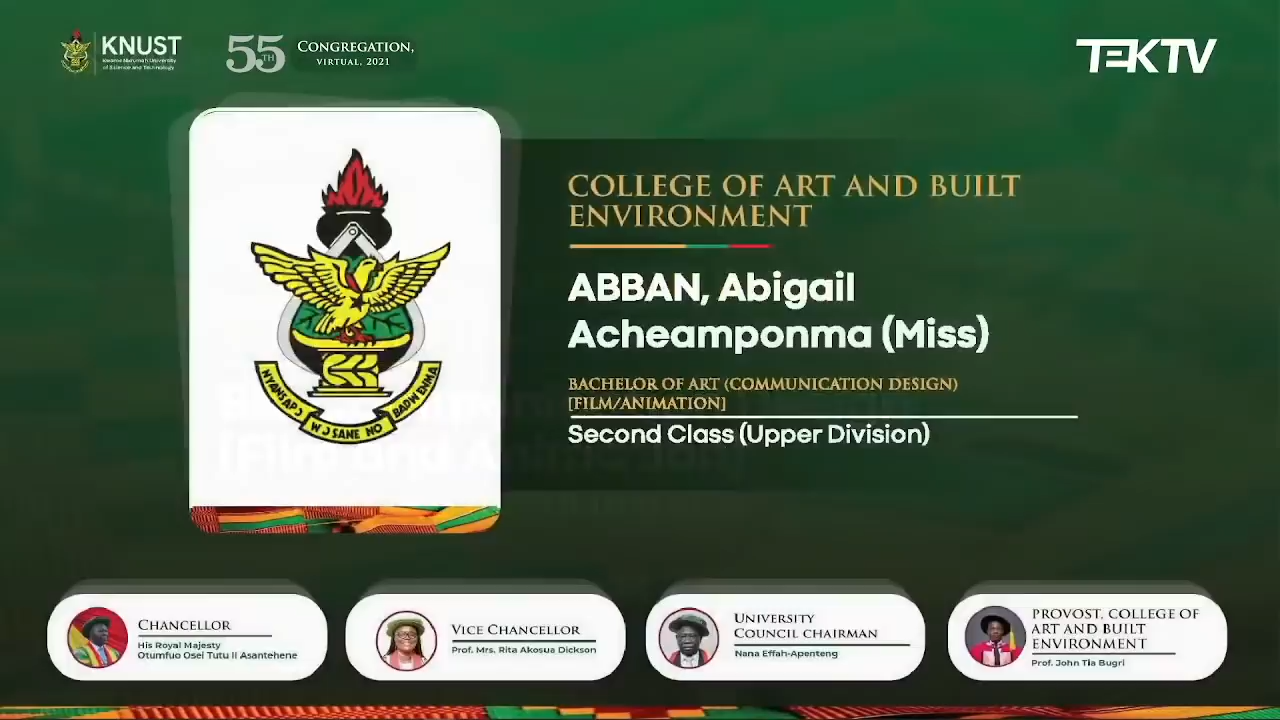 KNUST
Kwame Nkrumah University
of Science and Technology
55TH
CONGREGATION,
VIRTUAL, 2021
TEKTV
COLLEGE OF ART AND BUILT
ENVIRONMENT
ABBAN, Abigail
Acheamponma (Miss)
BACHELOR OF ART (COMMUNICATION DESIGN)
[FILM/ANIMATION]
Second Class (Upper Division)
NYANSAPƆ
WƆSANE NO
BADWENMA
CHANCELLOR
His Royal Majesty
Otumfuo Osei Tutu II Asantehene
VICE CHANCELLOR
Prof. Mrs. Rita Akosua Dickson
UNIVERSITY
COUNCIL CHAIRMAN
Nana Effah-Apenteng
PROVOST, COLLEGE OF
ART AND BUILT
ENVIRONMENT
Prof. John Tia Bugri